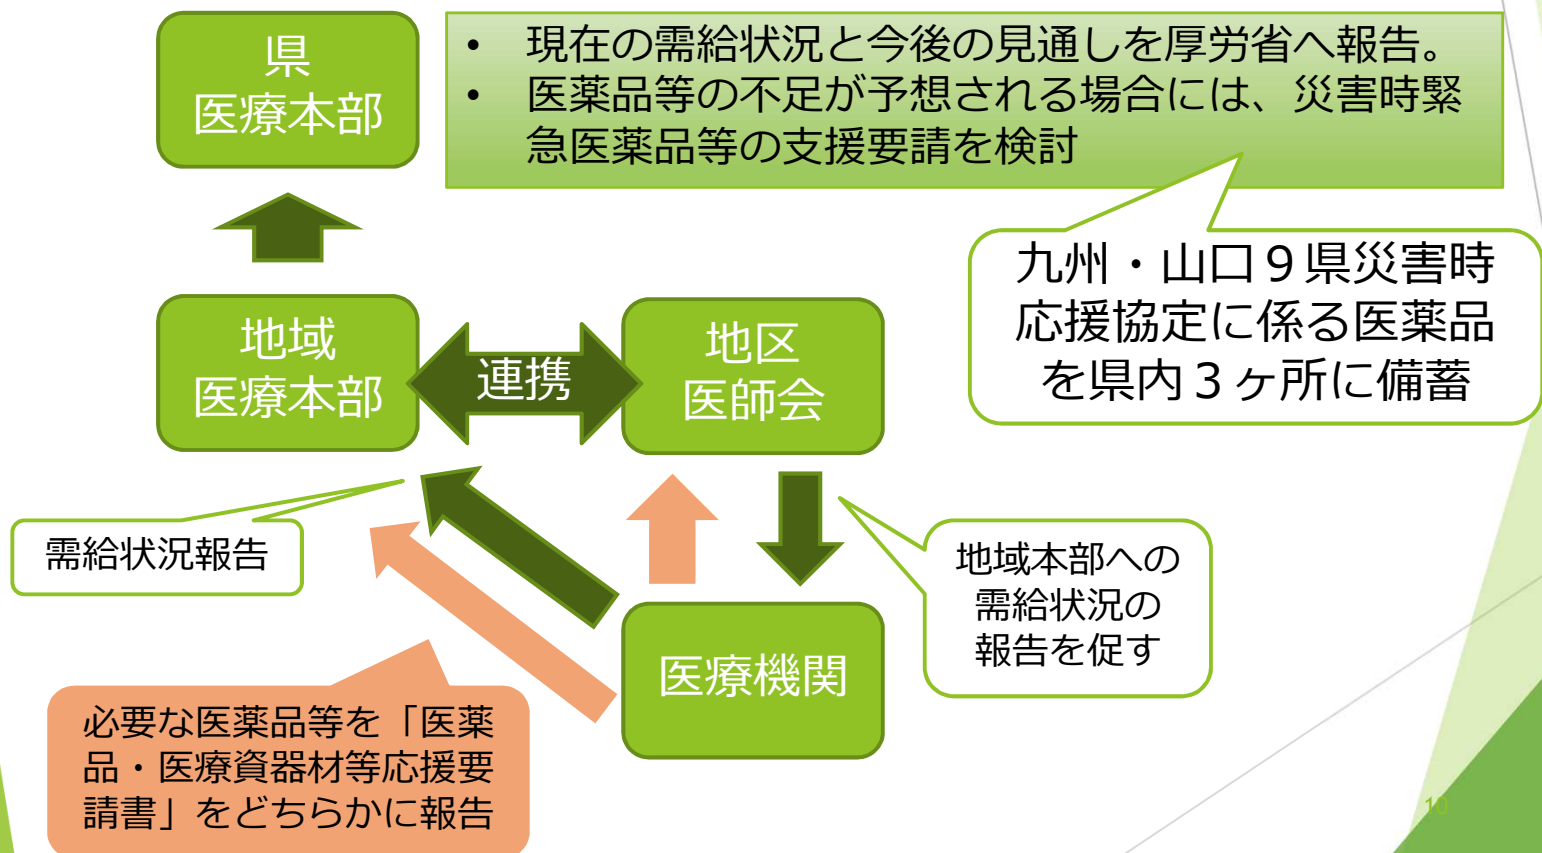 県
医療本部
• 現在の需給状況と今後の見通しを厚労省へ報告。
• 医薬品等の不足が予想される場合には、災害時緊
急医薬品等の支援要請を検討
九州・山口９県災害時
応援協定に係る医薬品
を県内３ヶ所に備蓄
地域
医療本部
連携
地区
医師会
需給状況報告
地域本部への
需給状況の
報告を促す
医療機関
必要な医薬品等を「医薬
品・医療資器材等応援要
請書」をどちらかに報告
10